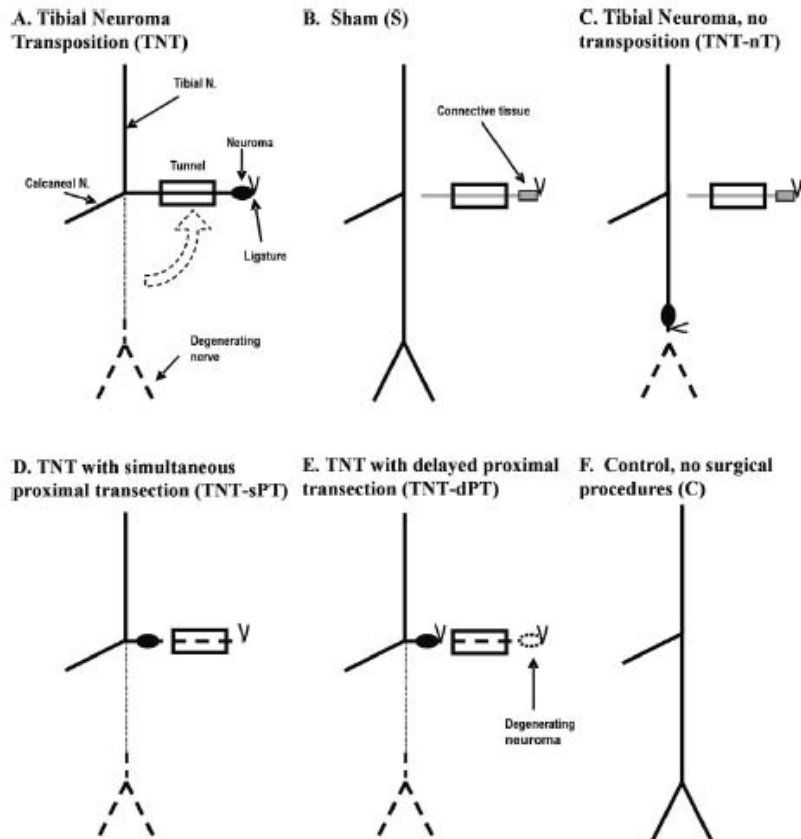 A. Tibial Neuroma
Transposition (TNT)
Tibial N.
Neuroma
Tunnel
Calcaneal N.
Ligature
Degenerating
nerve
B. Sham (S)
Connective tissue
C. Tibial Neuroma, no
transposition (TNT-nT)
D. TNT with simultaneous
proximal transection (TNT-sPT)
E. TNT with delayed proximal
transection (TNT-dPT)
Degenerating
neuroma
F. Control, no surgical
procedures (C)